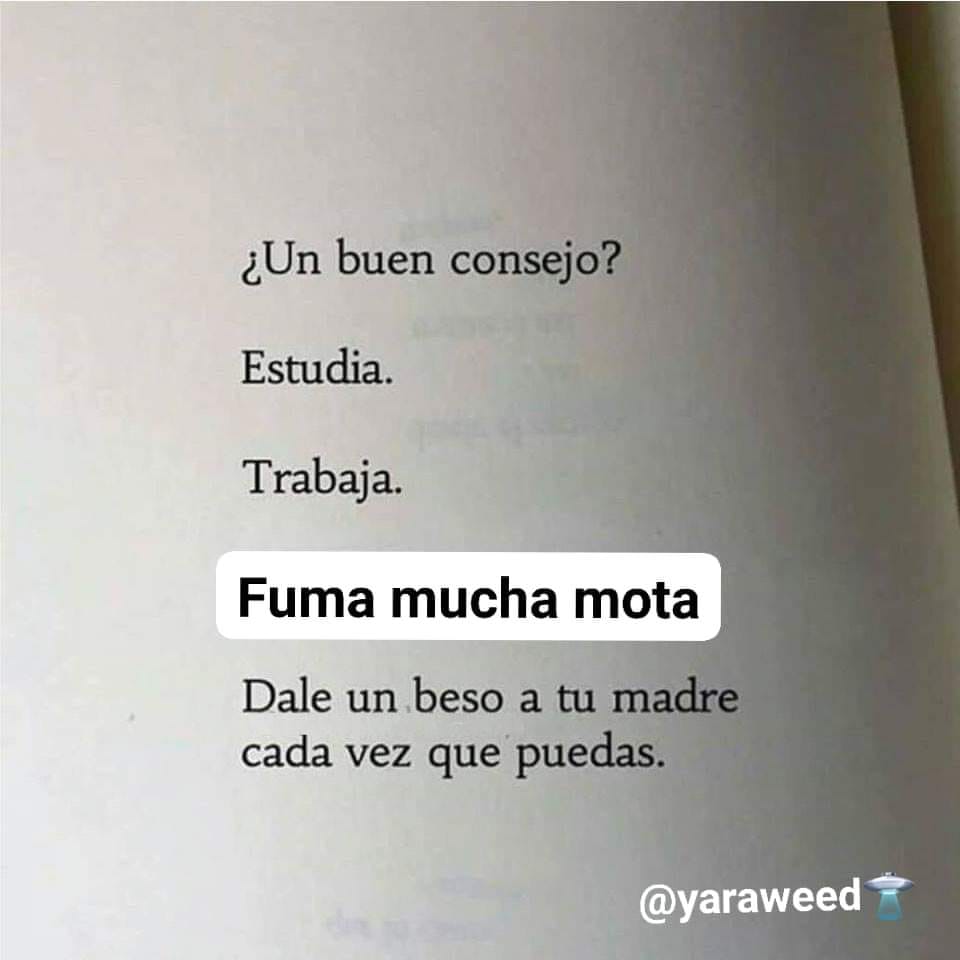 ¿Un buen consejo?
Estudia.
Trabaja.
Fuma mucha mota
Dale un beso a tu madre
cada vez que puedas.
@yaraweed🛸